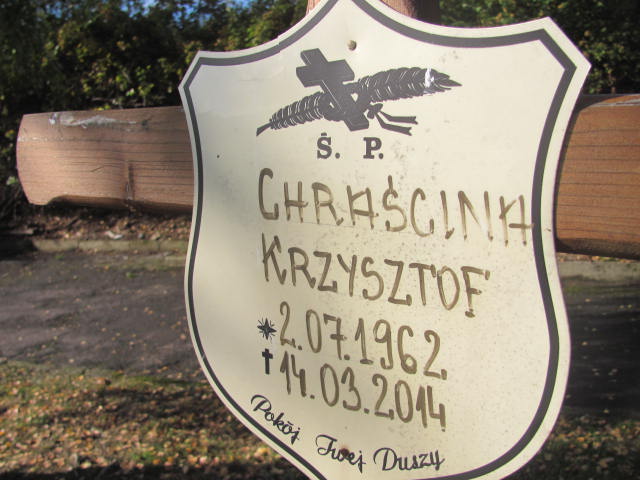 Ś. P.
CHRAŚCINA
KRZYSZTOF
2.07.1962
14.03.2014
Pokój Twej Duszy